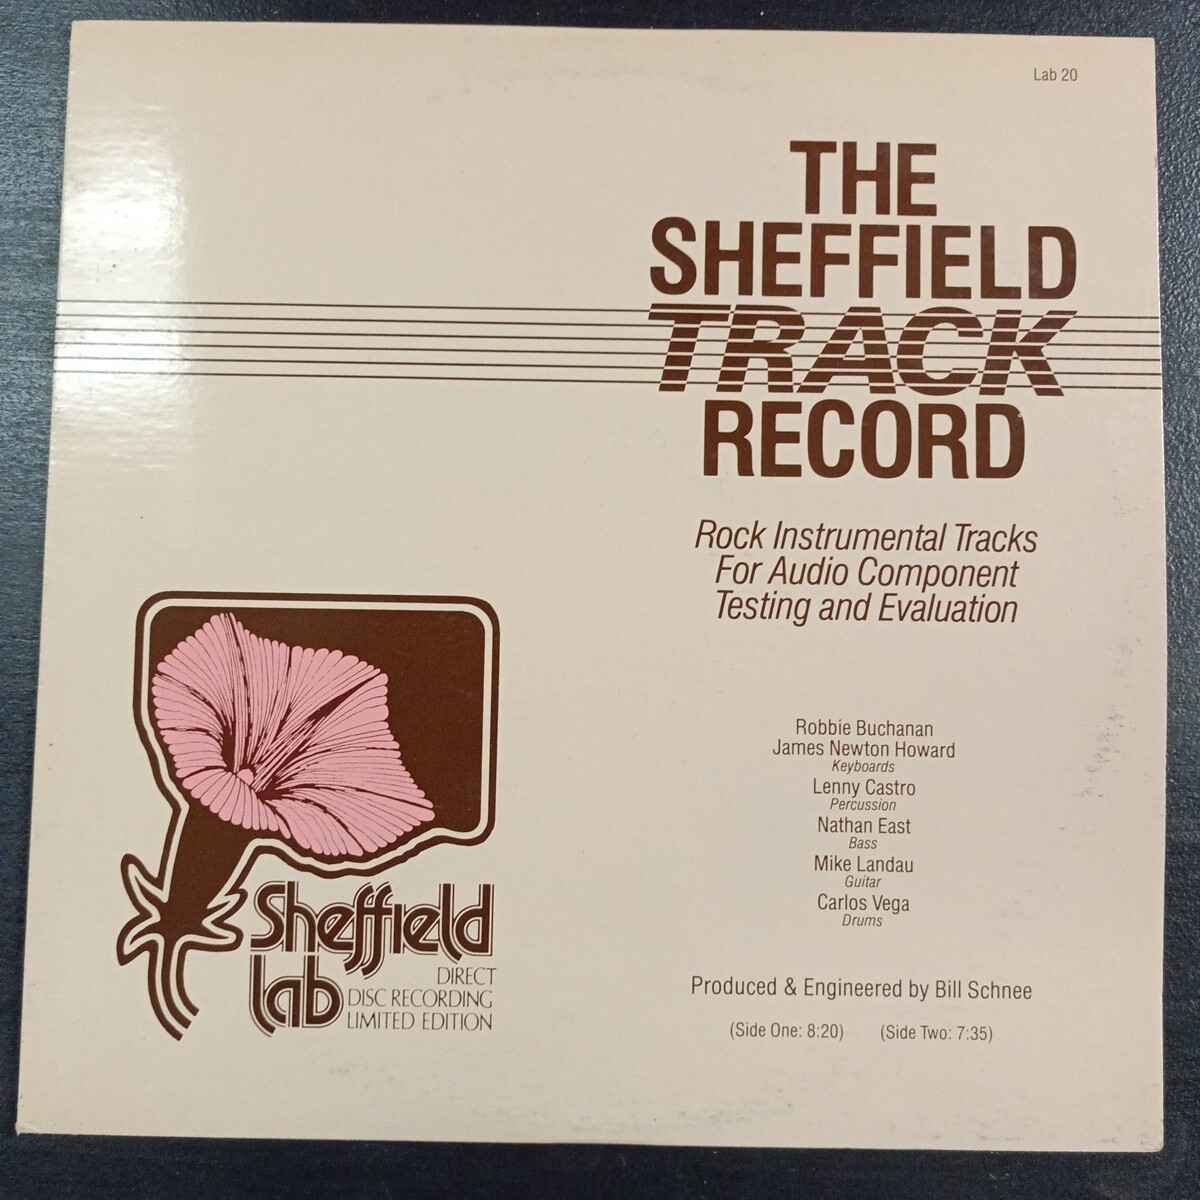 Lab 20
THE
SHEFFIELD
TRACK
RECORD
Rock Instrumental Tracks
For Audio Component
Testing and Evaluation
Robbie Buchanan
James Newton Howard
Keyboards
Lenny Castro
Percussion
Nathan East
Bass
Mike Landau
Guitar
Carlos Vega
Drums
Produced & Engineered by Bill Schnee
(Side One: 8:20) (Side Two: 7:35)
Sheffield
lab
DIRECT
DISC RECORDING
LIMITED EDITION